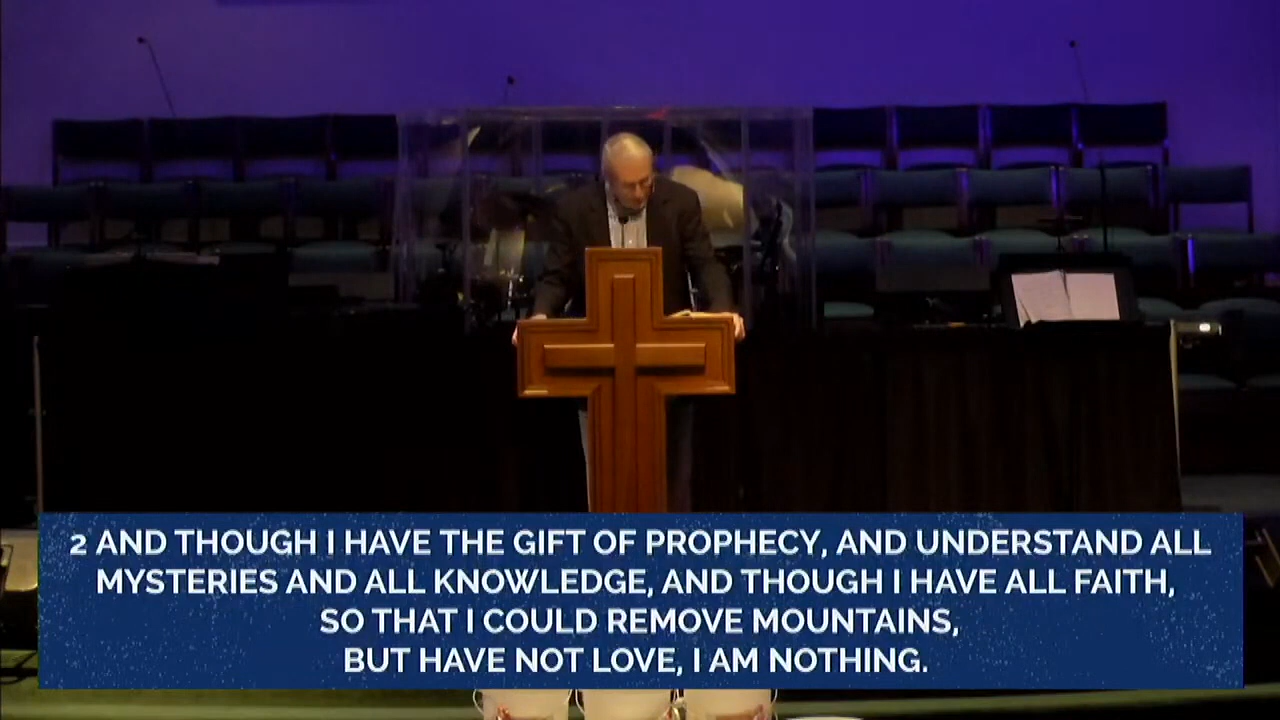 2 AND THOUGH I HAVE THE GIFT OF PROPHECY, AND UNDERSTAND ALL
MYSTERIES AND ALL KNOWLEDGE, AND THOUGH I HAVE ALL FAITH,
SO THAT I COULD REMOVE MOUNTAINS,
BUT HAVE NOT LOVE, I AM NOTHING.